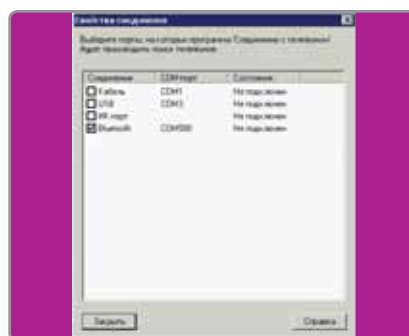 Свойства соединения
Выберите порты, на которых программа "Соединение с телефоном"
будет производить поиск телефонов
Соединение COM-порт Состояние
Кабель COM1 Не подключен
USB COM3 Не подключен
ИК порт Не подключен
Bluetooth Не подключен
Закрыть Справка